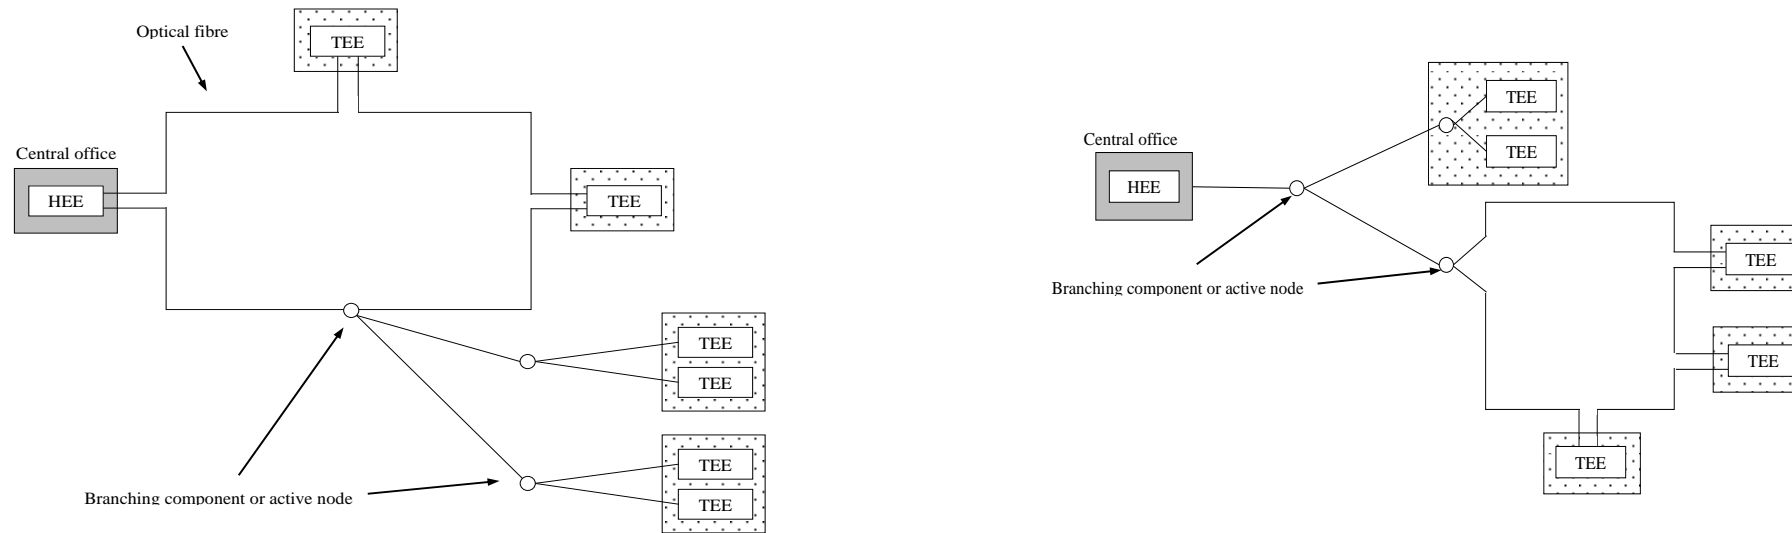 Optical fibre
TEE
Central office
HEE
TEE
TEE
TEE
TEE
TEE
Branching component or active node
TEE
TEE
Central office
HEE
TEE
Branching component or active node
TEE
TEE